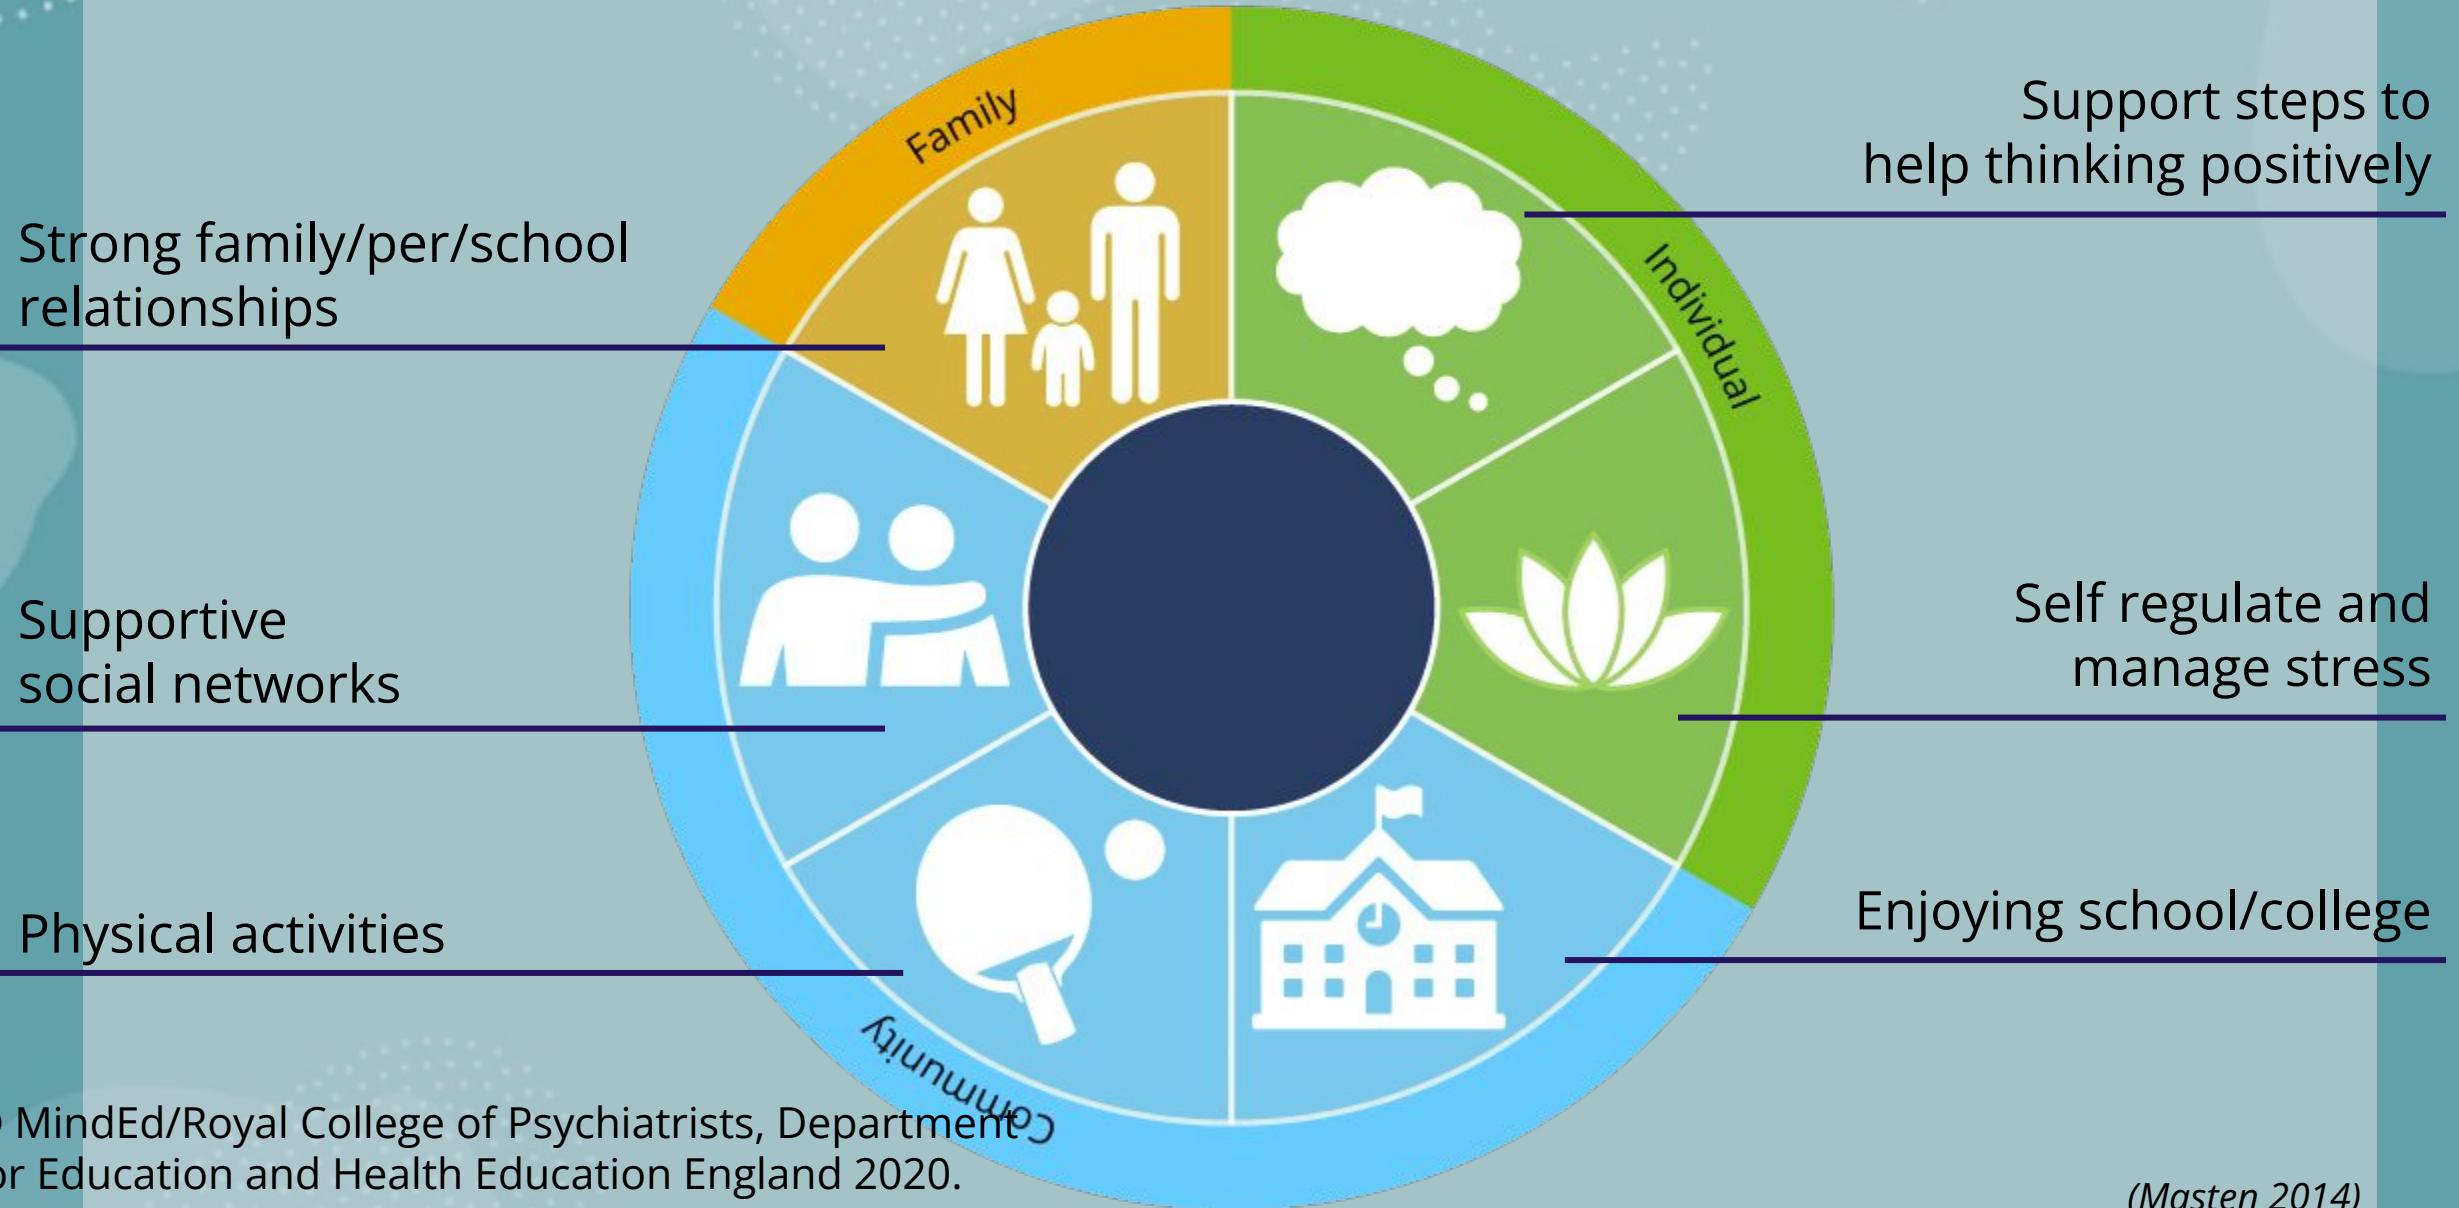 Family
Individual
Community
Support steps to
help thinking positively
Strong family/per/school
relationships
Supportive
social networks
Self regulate and
manage stress
Physical activities
Enjoying school/college
MindEd/Royal College of Psychiatrists, Department
or Education and Health Education England 2020.
(Masten 2014)